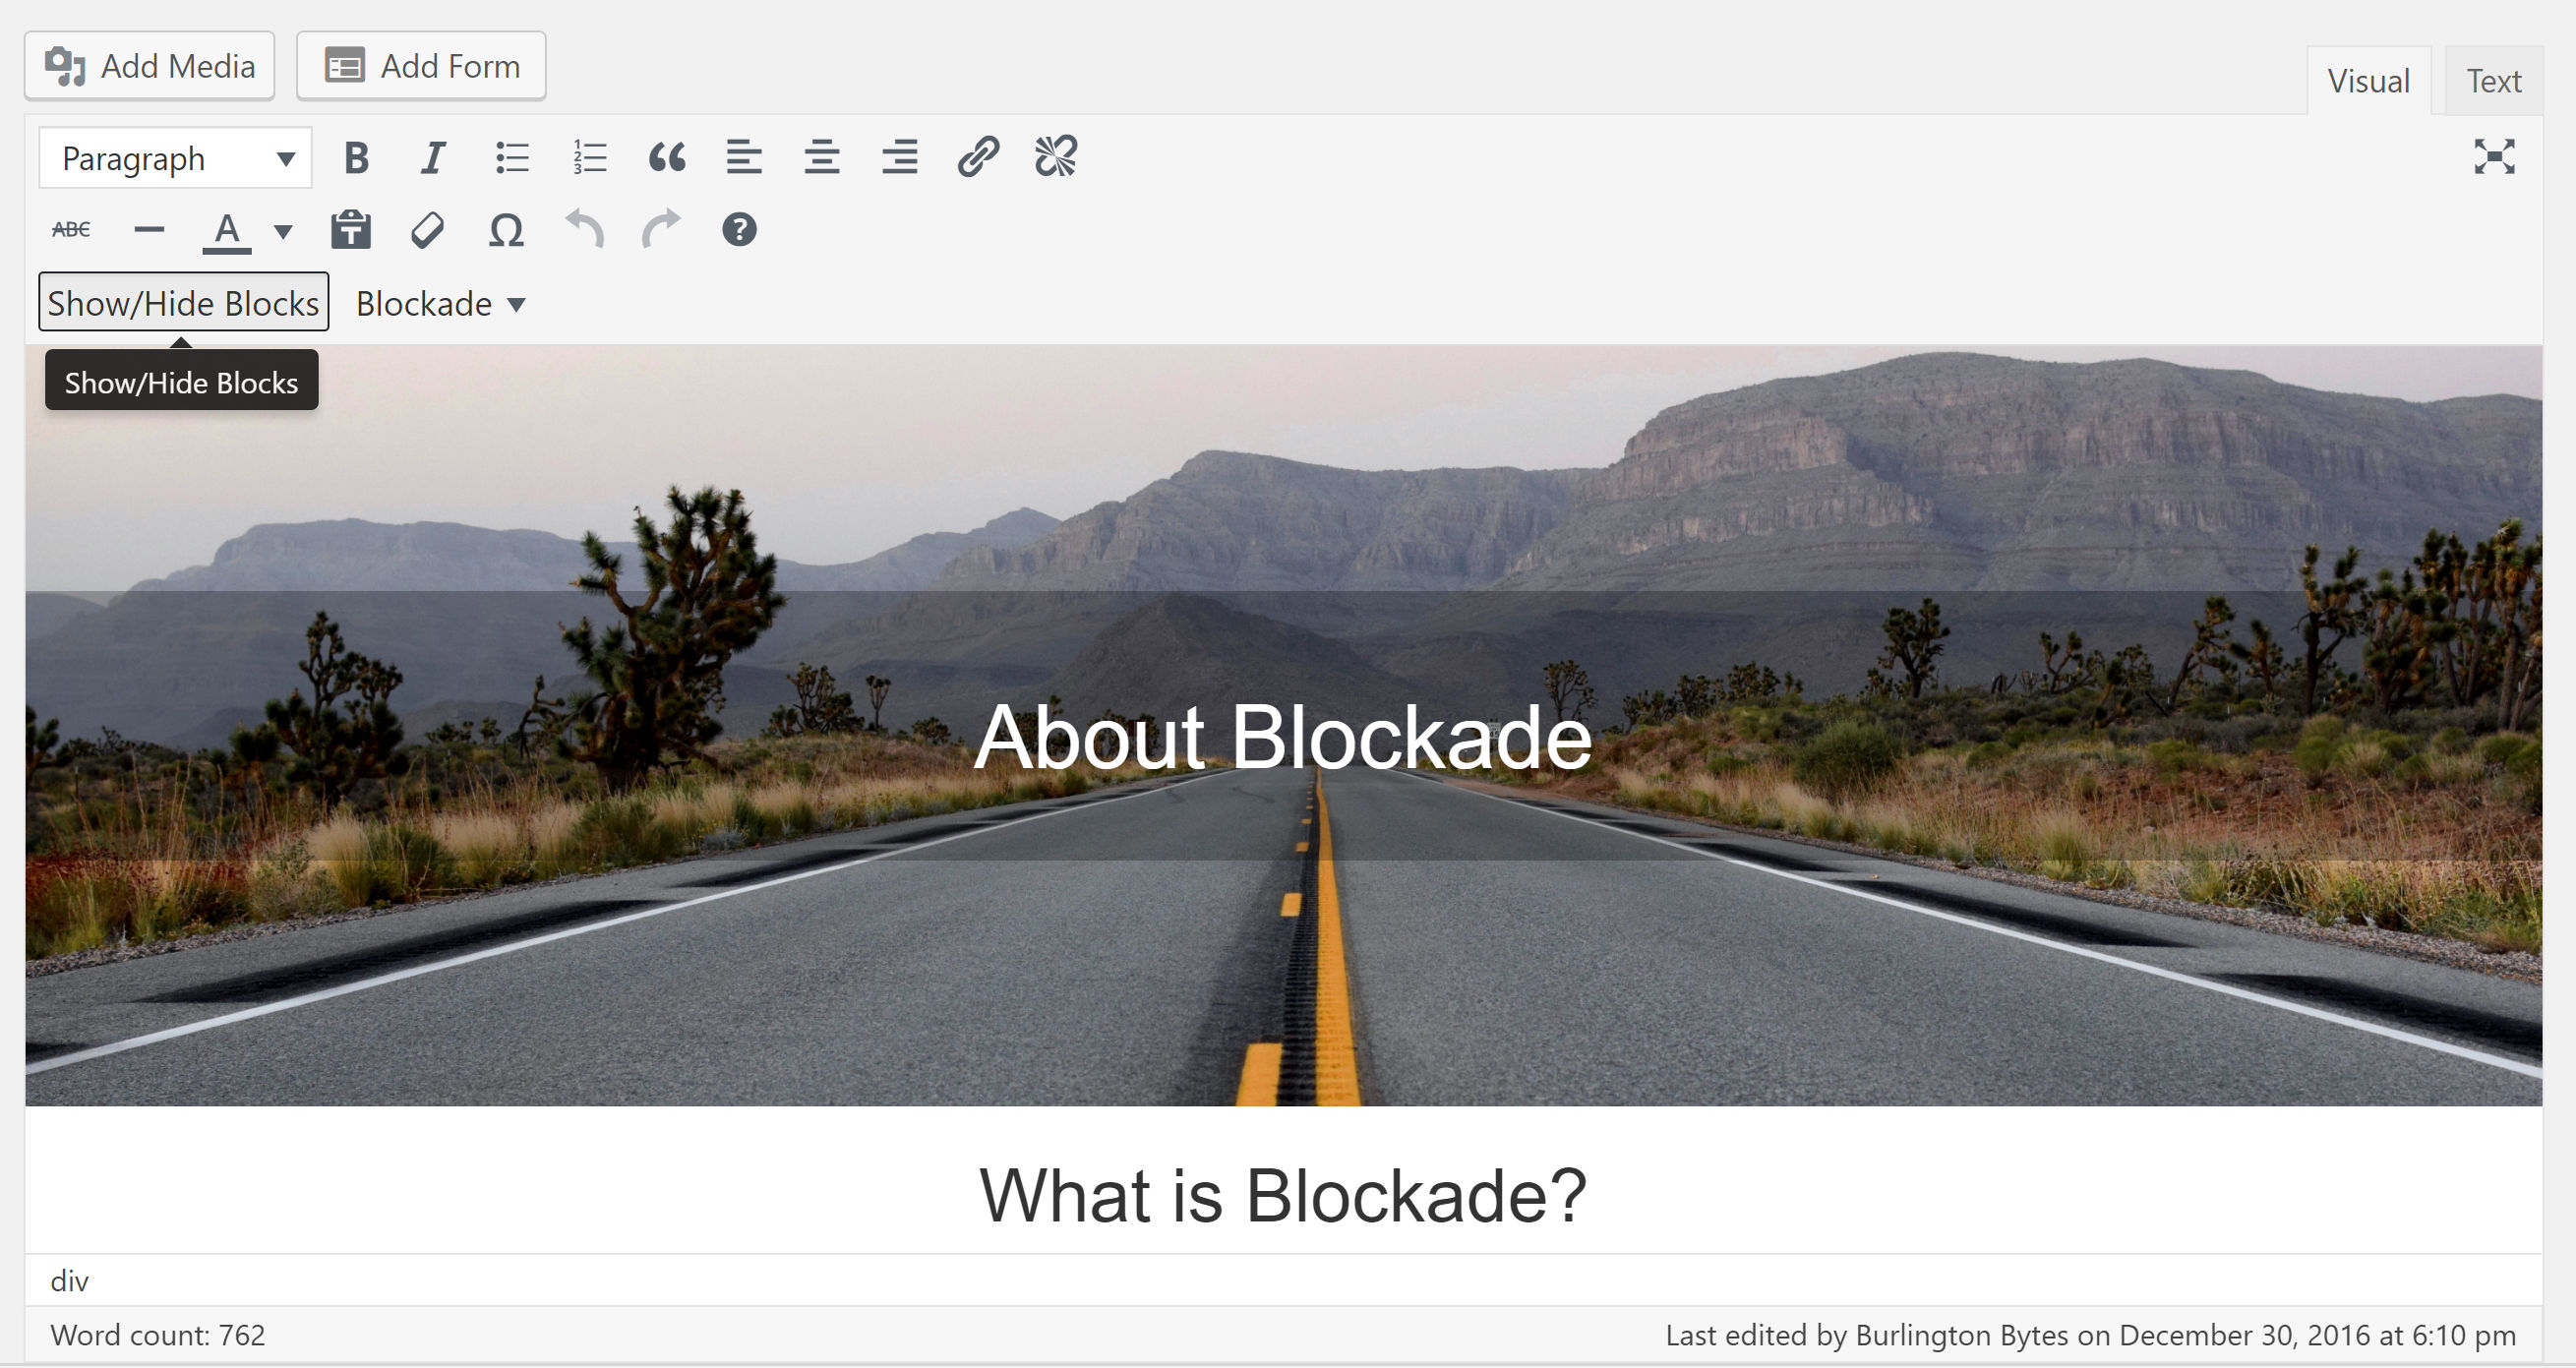 Add Media Add Form
Visual Text
Paragraph B I
ABC A
Show/Hide Blocks Blockade
Show/Hide Blocks
About Blockade
What is Blockade?
div
Word count: 762
Last edited by Burlington Bytes on December 30, 2016 at 6:10 pm